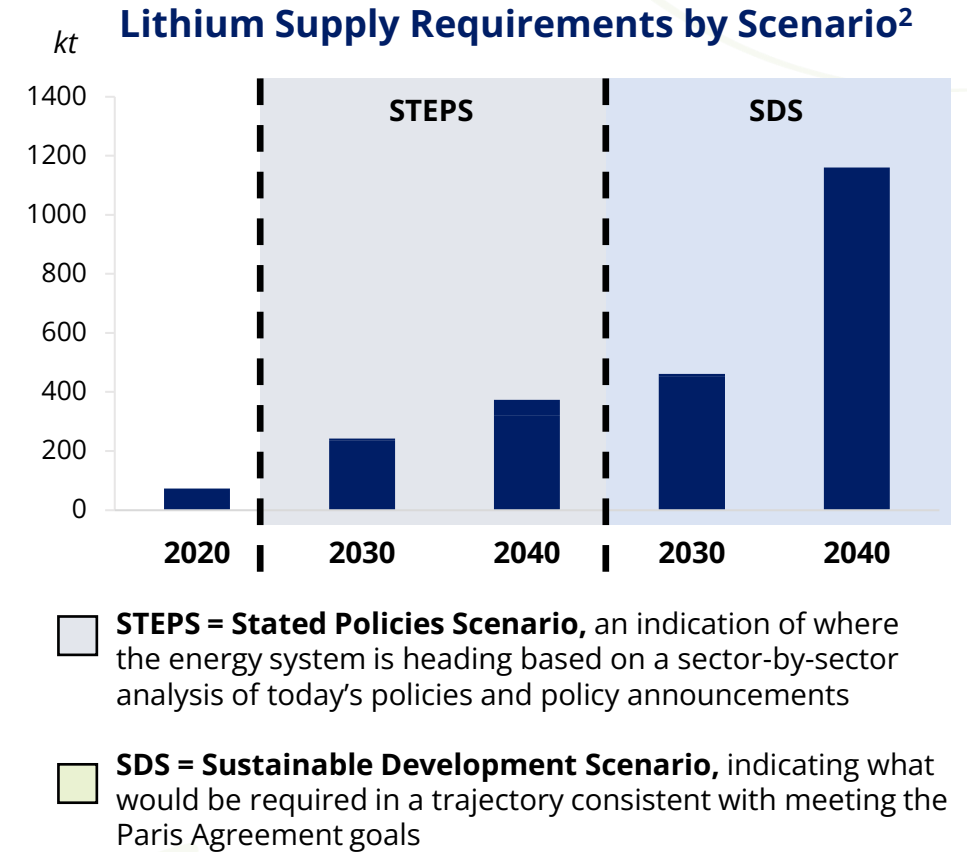 Lithium Supply Requirements by Scenario²
kt
1400
1200
1000
800
600
400
200
0
STEPS
SDS
2020
2030
2040
2030
2040
STEPS = Stated Policies Scenario, an indication of where
the energy system is heading based on a sector-by-sector
analysis of today’s policies and policy announcements
SDS = Sustainable Development Scenario, indicating what
would be required in a trajectory consistent with meeting the
Paris Agreement goals